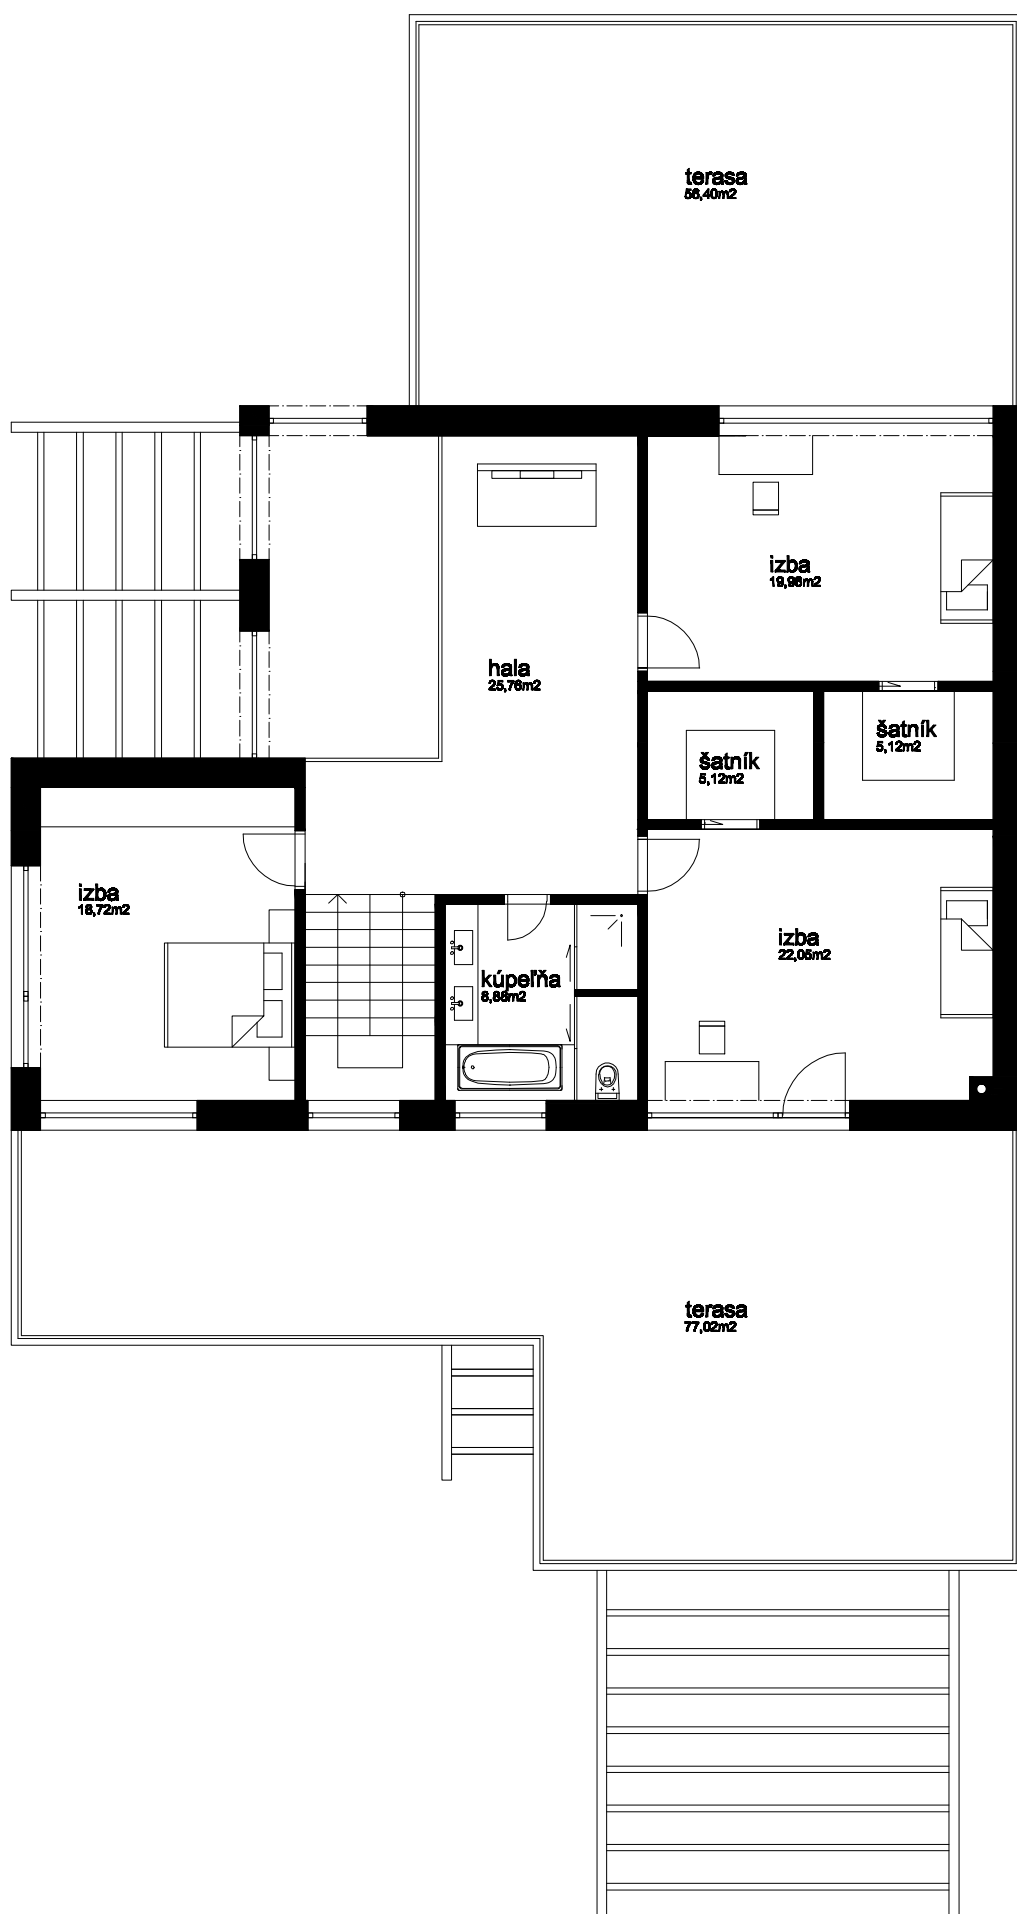 terasa
56,40m2
izba
19,96m2
hala
25,76m2
šatník
5,12m2
šatník
5,12m2
izba
18,72m2
izba
22,05m2
kúpeľňa
8,88m2
terasa
77,02m2